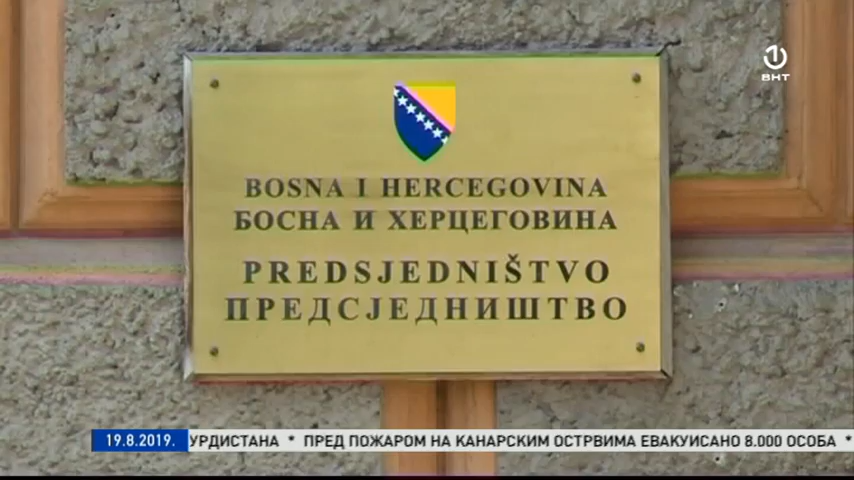 BHT
BOSNA I HERCEGOVINA
БОСНА И ХЕРЦЕГОВИНА
PREDSJEDNIŠTVO
ПРЕДСЈЕДНИШТВО
19.8.2019. УРДИСТАНА * ПРЕД ПОЖАРОМ НА КАНАРСКИМ ОСТРВИМА ЕВАКУИСАНО 8.000 ОСОБА *